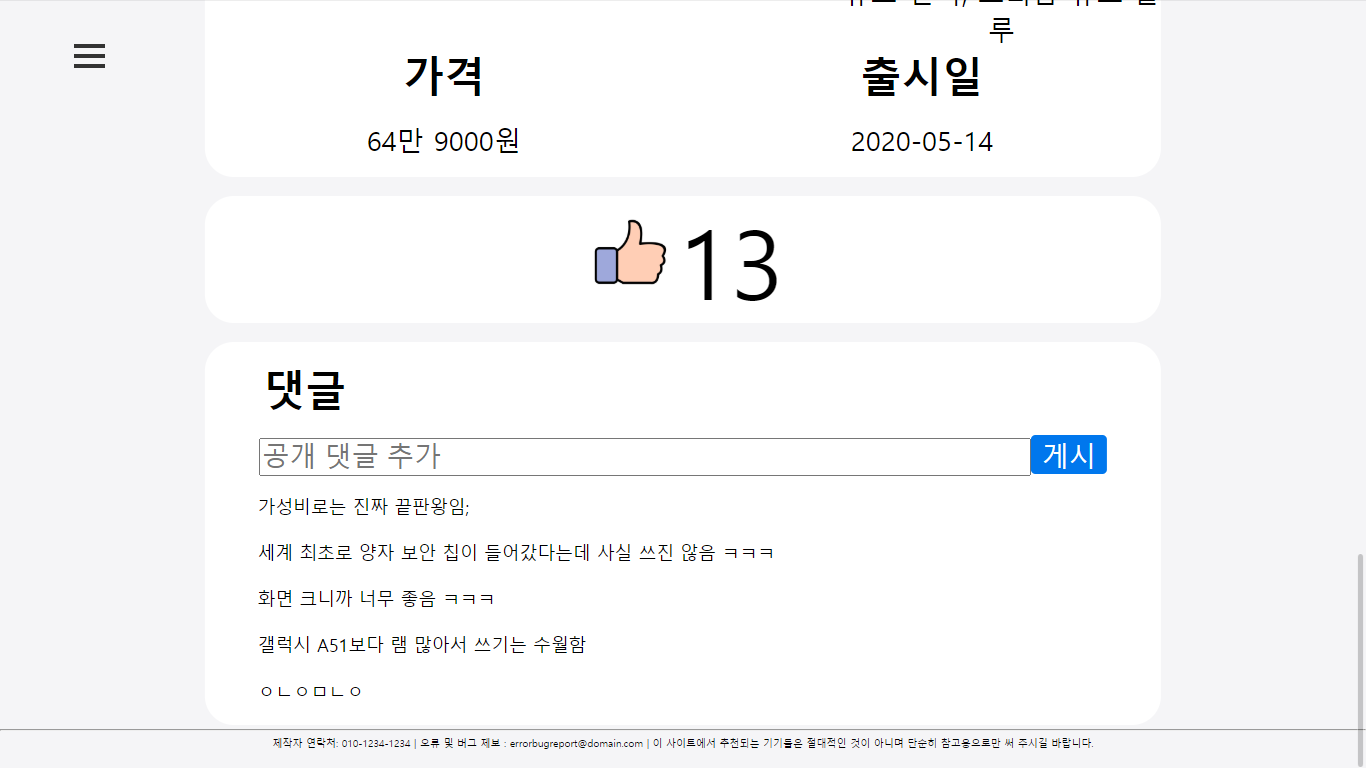 루
가격
출시일
64만 9000원
2020-05-14
13
댓글
공개 댓글 추가
게시
가성비로는 진짜 끝판왕임;
세계 최초로 양자 보안 칩이 들어갔다는데 사실 쓰진 않음 ㅋㅋㅋ
화면 크니까 너무 좋음 ㅋㅋㅋ
갤럭시 A51보다 램 많아서 쓰기는 수월함
ㅇㄴㅇㅁㄴㅇ
제작자 연락처: 010-1234-1234 | 오류 및 버그 제보 : errorbugreport@domain.com | 이 사이트에서 추천되는 기기들은 절대적인 것이 아니며 단순히 참고용으로만 써 주시길 바랍니다.